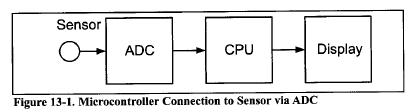 Sensor
ADC
CPU
Display
Figure 13-1. Microcontroller Connection to Sensor via ADC